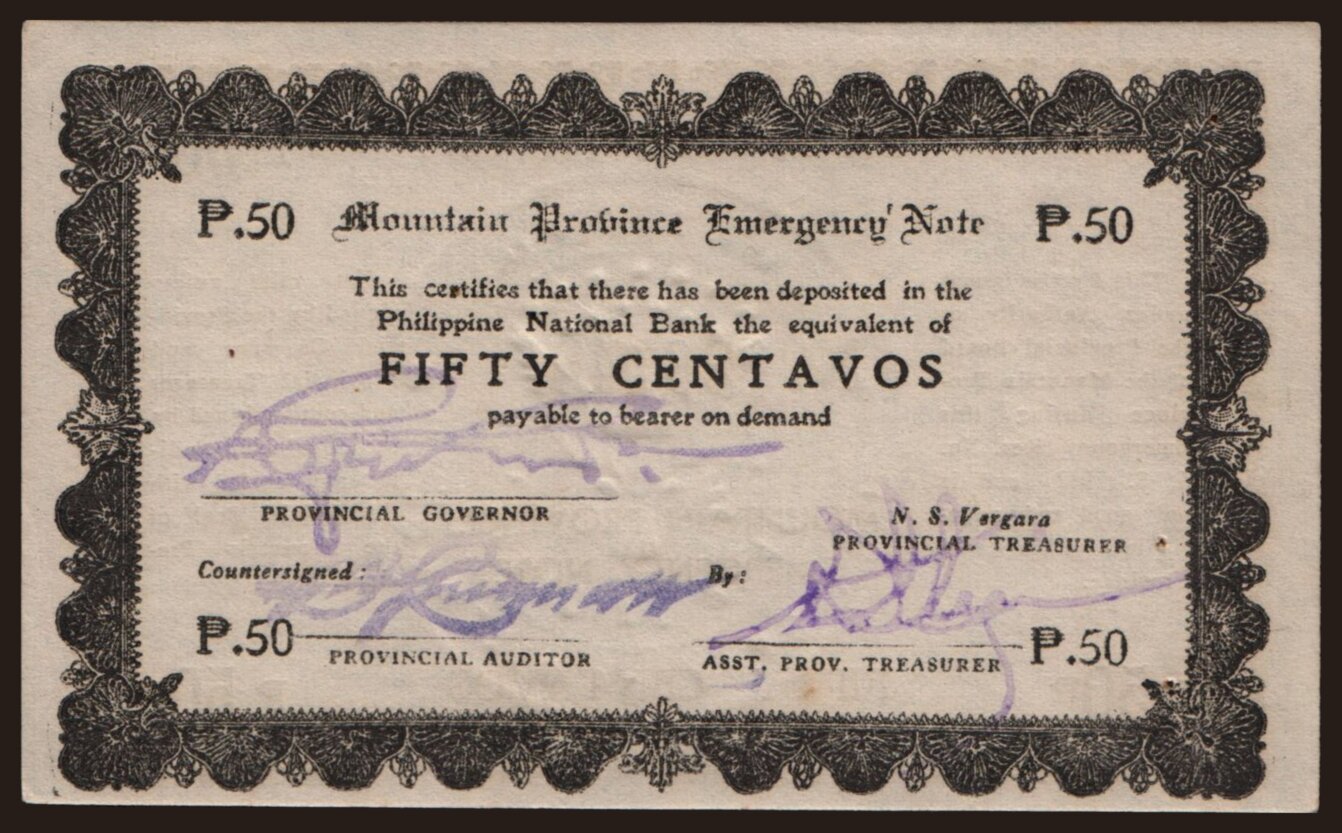 ₱.50 Mountain Province Emergency Note ₱.50
This certifies that there has been deposited in the
Philippine National Bank the equivalent of
FIFTY CENTAVOS
payable to bearer on demand
PROVINCIAL GOVERNOR
N. S. Vergara
PROVINCIAL TREASURER
Countersigned:
By:
₱.50
PROVINCIAL AUDITOR
ASST. PROV. TREASURER
₱.50